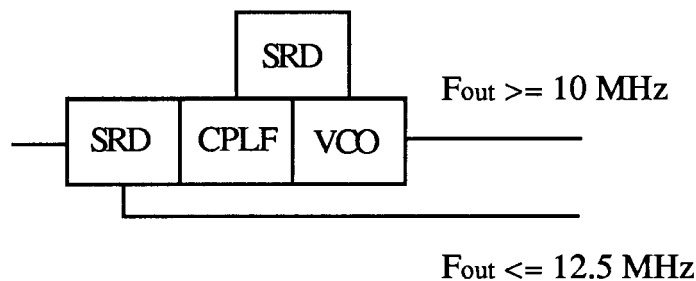 SRD
Fout >= 10 MHz
SRD CPLF VCO
Fout <= 12.5 MHz